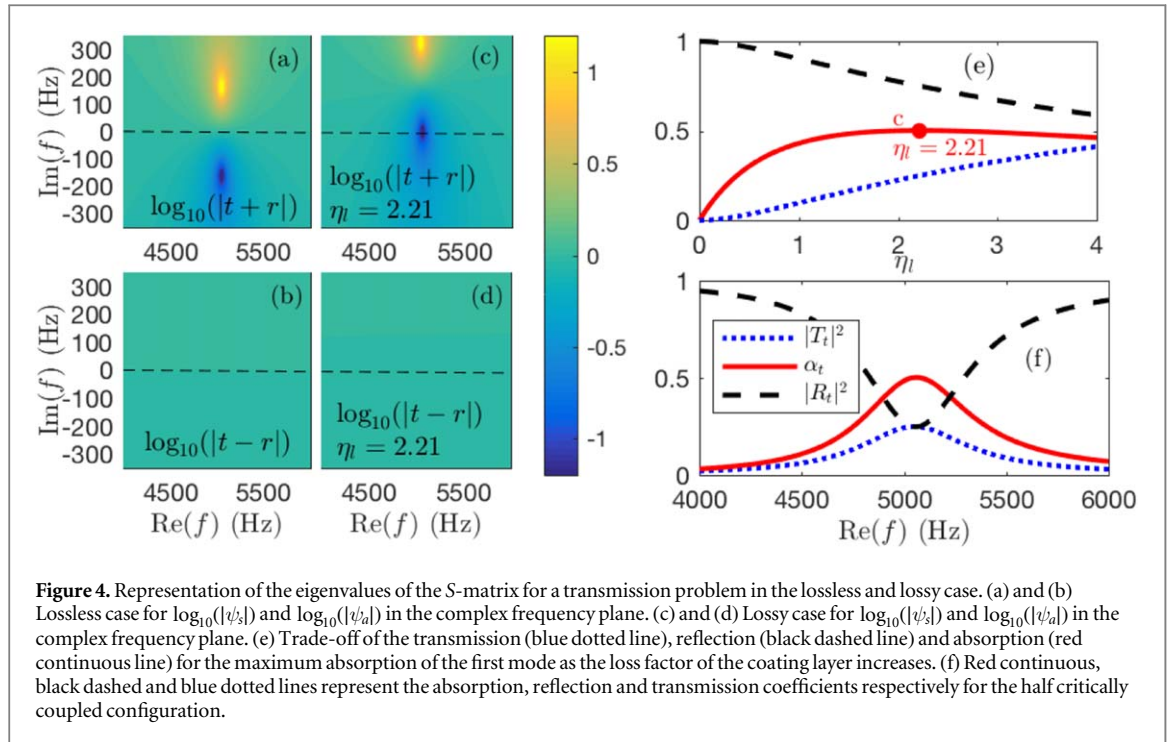 300
200
100
0
-100
-200
-300
Im(f) (Hz)
(a)
log₁₀(|t + r|)
4500 5500
(c)
log₁₀(|t + r|)
ηₗ = 2.21
4500 5500
300
200
100
0
-100
-200
-300
Im(f) (Hz)
(b)
log₁₀(|t − r|)
4500 5500
Re(f) (Hz)
(d)
log₁₀(|t − r|)
ηₗ = 2.21
4500 5500
Re(f) (Hz)
1
0.5
0
-0.5
-1
1
0.5
0
(e)
c
ηₗ = 2.21
0 1 2 3 4
ηₗ
1
0.5
0
|Tₜ|²
αₜ
|Rₜ|²
(f)
4000 4500 5000 5500 6000
Re(f) (Hz)
Figure 4. Representation of the eigenvalues of the S-matrix for a transmission problem in the lossless and lossy case. (a) and (b)
Lossless case for log₁₀(|ψₛ|) and log₁₀(|ψₐ|) in the complex frequency plane. (c) and (d) Lossy case for log₁₀(|ψₛ|) and log₁₀(|ψₐ|) in the
complex frequency plane. (e) Trade-off of the transmission (blue dotted line), reflection (black dashed line) and absorption (red
continuous line) for the maximum absorption of the first mode as the loss factor of the coating layer increases. (f) Red continuous,
black dashed and blue dotted lines represent the absorption, reflection and transmission coefficients respectively for the half critically
coupled configuration.